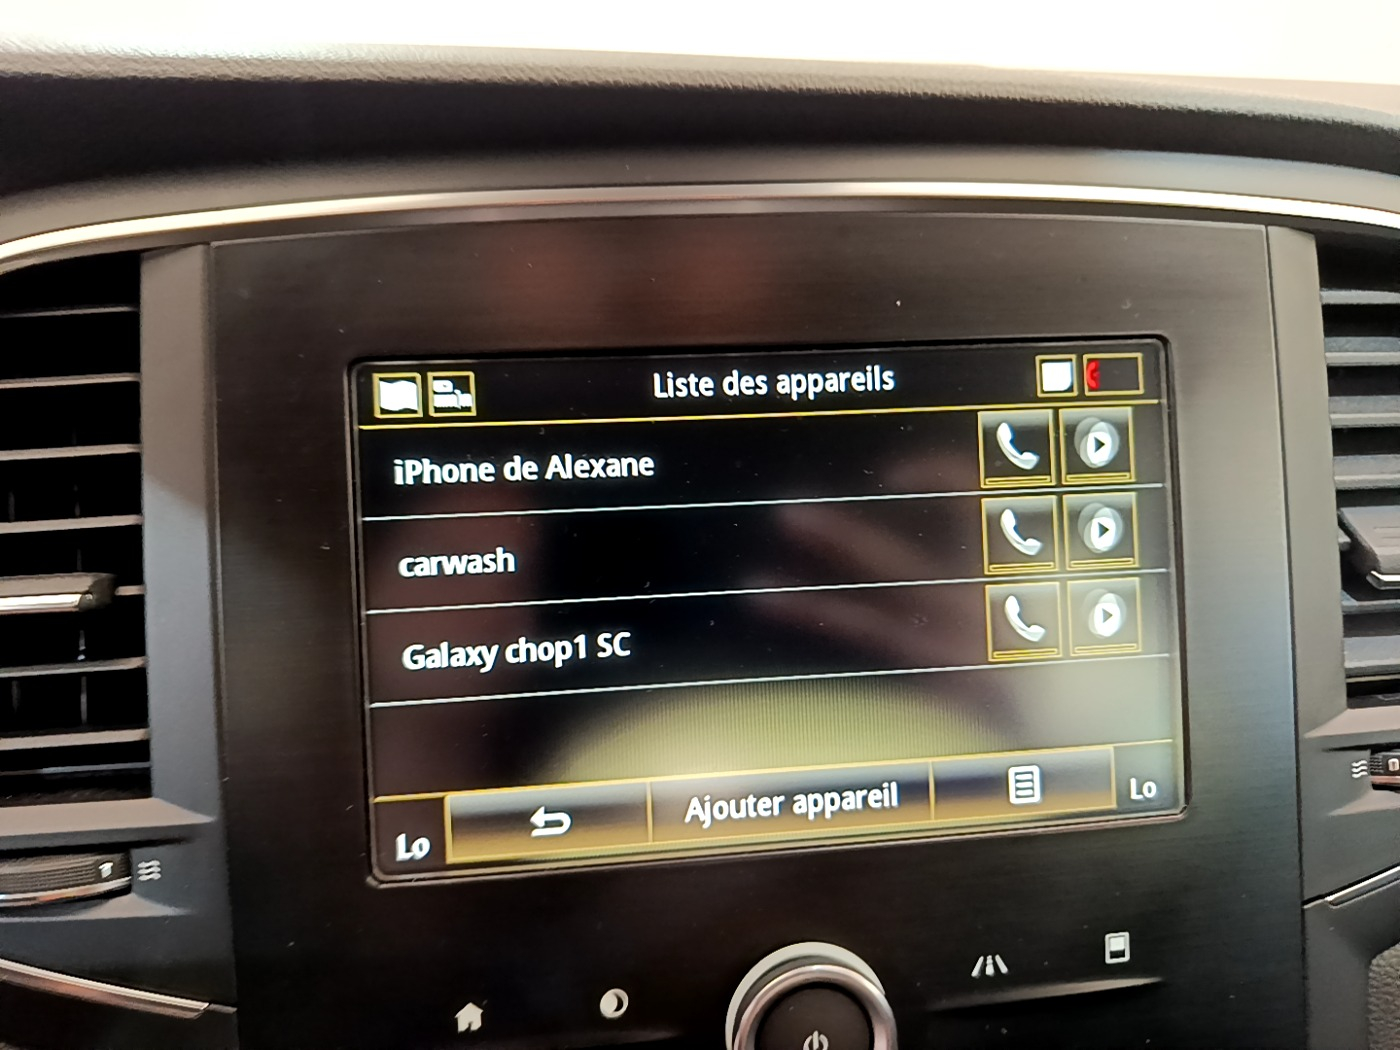 Liste des appareils
iPhone de Alexane
carwash
Galaxy chop1 SC
Lo
Ajouter appareil
Lo